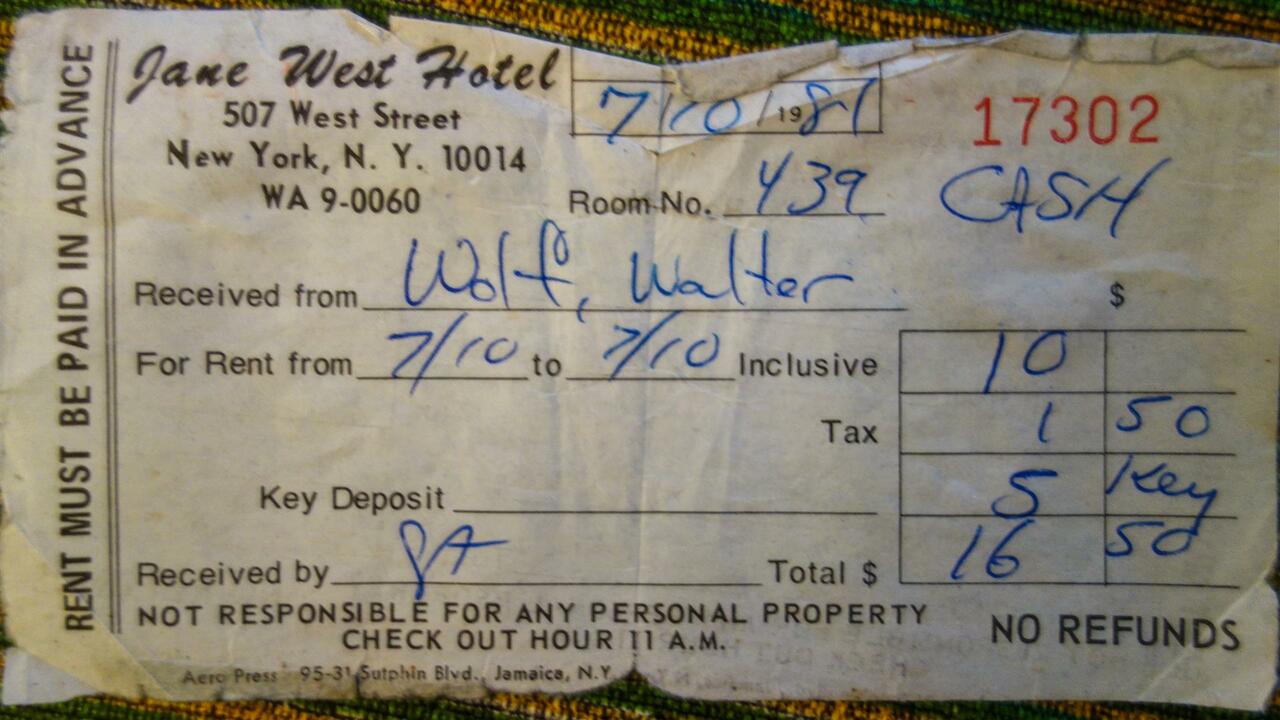 RENT MUST BE PAID IN ADVANCE
Jane West Hotel
507 West Street
New York, N. Y. 10014
WA 9-0060
7/10/1981
17302
Room No. 439
CASH
Received from Wolf, Walter
$
For Rent from 7/10 to 7/10 Inclusive 10
Tax 1 50
Key Deposit 5 Key
Received by Total $ 16 50
NOT RESPONSIBLE FOR ANY PERSONAL PROPERTY
CHECK OUT HOUR 11 A.M.
NO REFUNDS
Aero Press 95-31 Sutphin Blvd., Jamaica, N.Y.